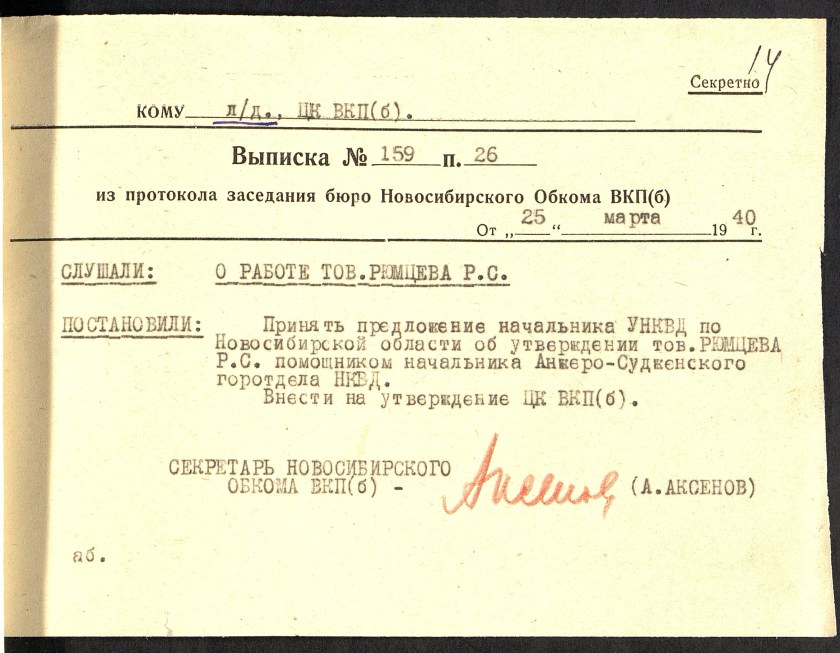 14
Секретно
КОМУ л/д., ЦК ВКП(б).
Выписка № 159 п. 26
из протокола заседания бюро Новосибирского Обкома ВКП(б)
От „25“ марта 1940 г.
СЛУШАЛИ: О РАБОТЕ ТОВ.РЮМЦЕВА Р.С.
ПОСТАНОВИЛИ: Принять предложение начальника УНКВД по
Новосибирской области об утверждении тов.РЮМЦЕВА
Р.С. помощником начальника Анжеро-Судженского
горотдела НКВД.
Внести на утверждение ЦК ВКП(б).
СЕКРЕТАРЬ НОВОСИБИРСКОГО
ОБКОМА ВКП(б) - Аксенов (А.АКСЕНОВ)
аб.